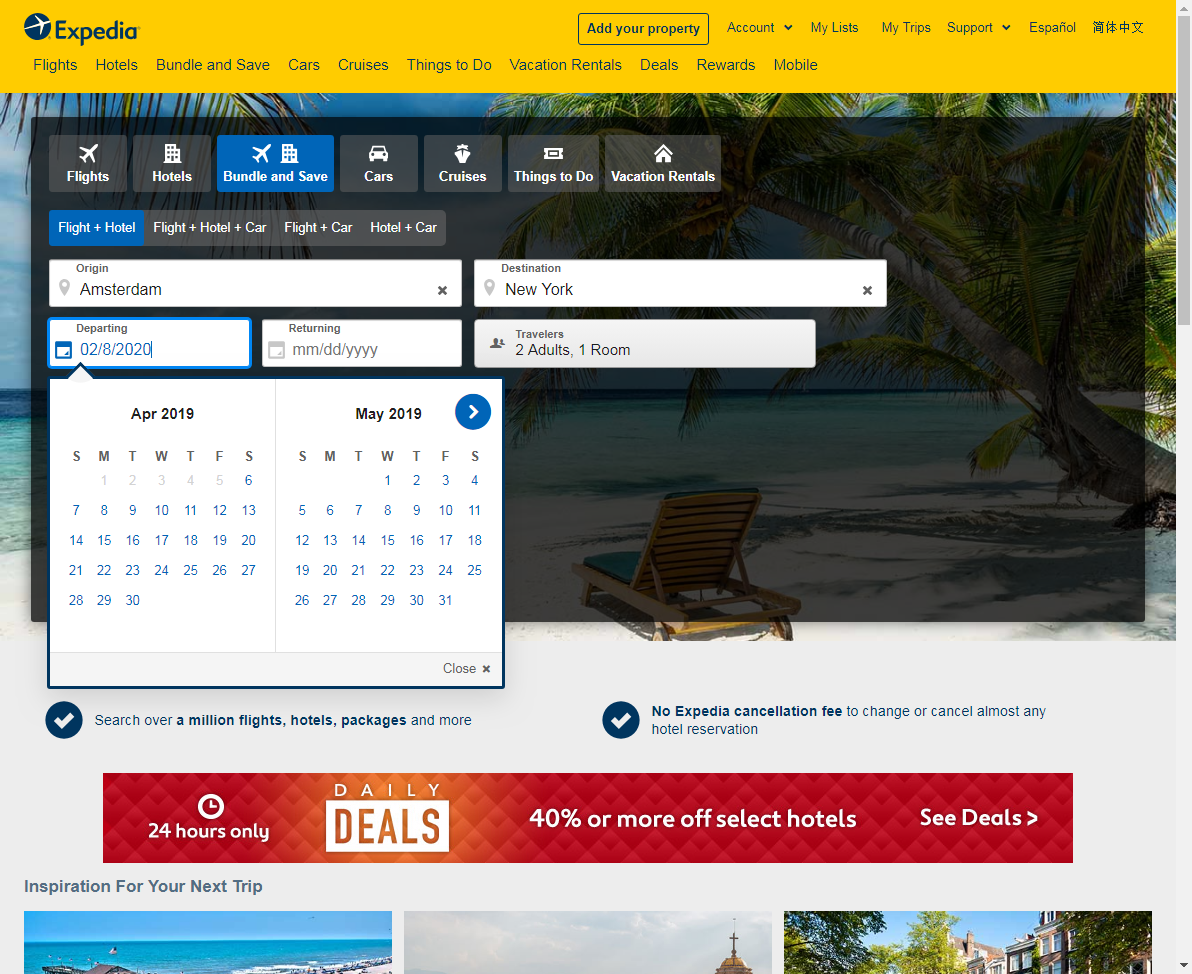 Expedia
Add your property Account My Lists My Trips Support Español 简体中文
Flights Hotels Bundle and Save Cars Cruises Things to Do Vacation Rentals Deals Rewards Mobile
Flights Hotels Bundle and Save Cars Cruises Things to Do Vacation Rentals
Flight + Hotel Flight + Hotel + Car Flight + Car Hotel + Car
Origin Destination
Amsterdam New York
Departing Returning Travelers
02/8/2020 mm/dd/yyyy 2 Adults, 1 Room
Apr 2019 May 2019
S M T W T F S S M T W T F S
1 2 3 4 5 6 1 2 3 4
7 8 9 10 11 12 13 5 6 7 8 9 10 11
14 15 16 17 18 19 20 12 13 14 15 16 17 18
21 22 23 24 25 26 27 19 20 21 22 23 24 25
28 29 30 26 27 28 29 30 31
Close
Search over a million flights, hotels, packages and more
No Expedia cancellation fee to change or cancel almost any
hotel reservation
24 hours only
DAILY
DEALS
40% or more off select hotels
See Deals >
Inspiration For Your Next Trip